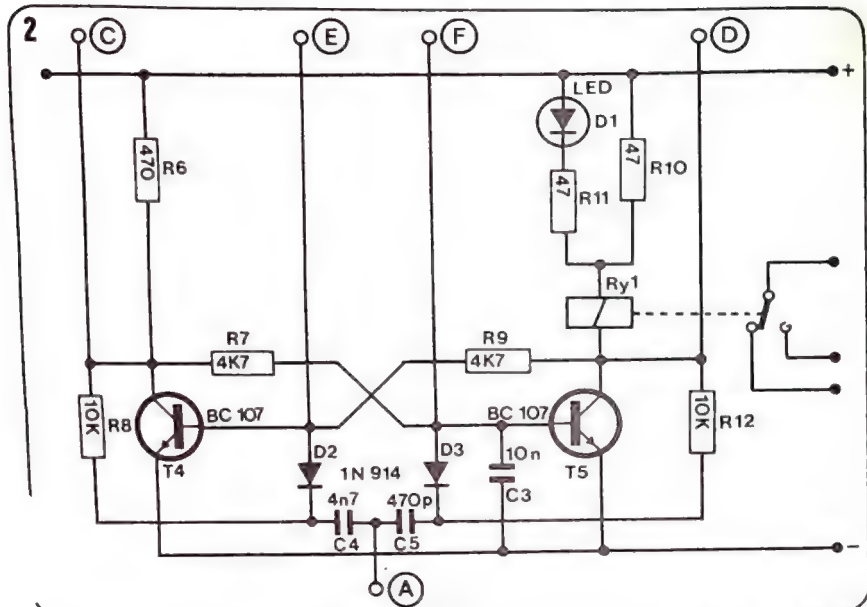 2
C
E
F
D
+
LED
D1
470
R6
47
R11
47
R10
Ry1
R7
4K7
R9
4K7
10K
R8
BC 107
T4
BC 107
T5
10K
R12
D2
D3
1N 914
10n
C3
4n7
C4
470p
C5
-
A